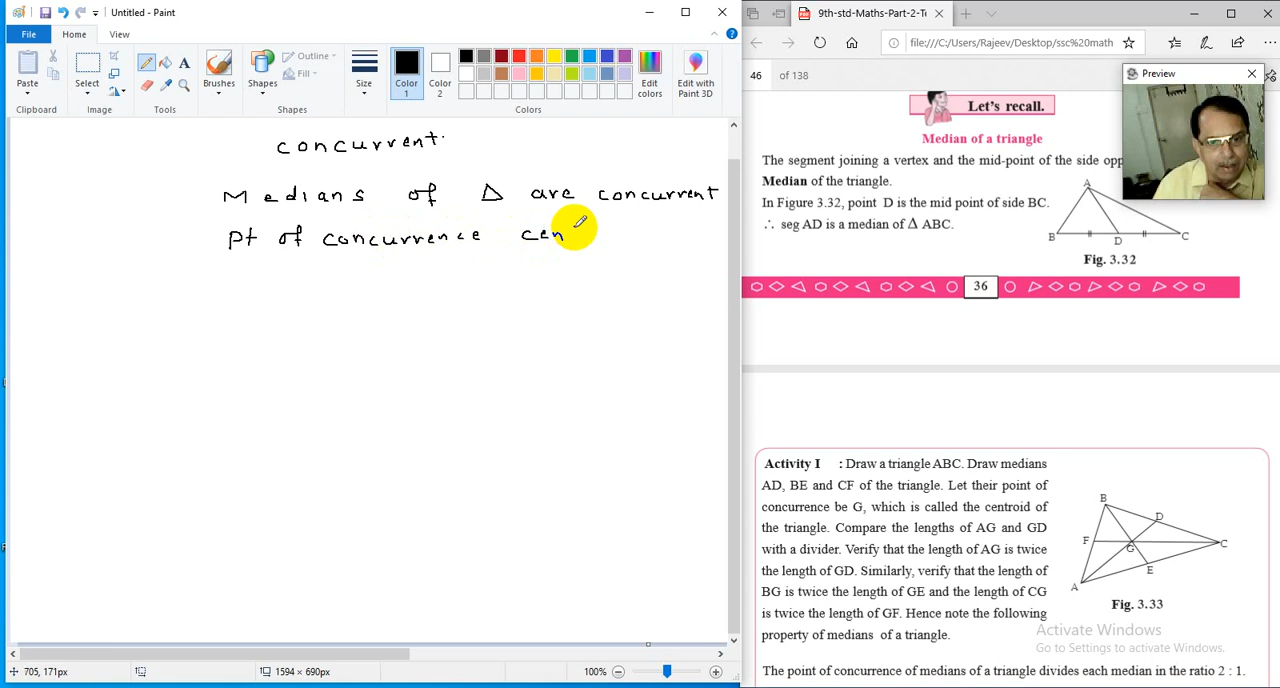 Untitled - Paint
File Home View
Paste Select Brushes Shapes Outline Fill Size Color 1 Color 2 Edit colors Edit with Paint 3D
Clipboard Image Tools Shapes Colors
concurrent.
Medians of Δ are concurrent
Pt of concurrence cen
705, 171px 1594 × 690px 100%
9th-std-Maths-Part-2-Te
file:///C:/Users/Rajeev/Desktop/ssc%20math
46 of 138
Preview
Let's recall.
Median of a triangle
The segment joining a vertex and the mid-point of the side opp
Median of the triangle.
In Figure 3.32, point D is the mid point of side BC.
∴ seg AD is a median of Δ ABC.
A
B D C
Fig. 3.32
36
Activity I : Draw a triangle ABC. Draw medians
AD, BE and CF of the triangle. Let their point of
concurrence be G, which is called the centroid of
the triangle. Compare the lengths of AG and GD
with a divider. Verify that the length of AG is twice
the length of GD. Similarly, verify that the length of
BG is twice the length of GE and the length of CG
is twice the length of GF. Hence note the following
property of medians of a triangle.
B
D
F G C
E
A
Fig. 3.33
Activate Windows
Go to Settings to activate Windows.
The point of concurrence of medians of a triangle divides each median in the ratio 2 : 1.